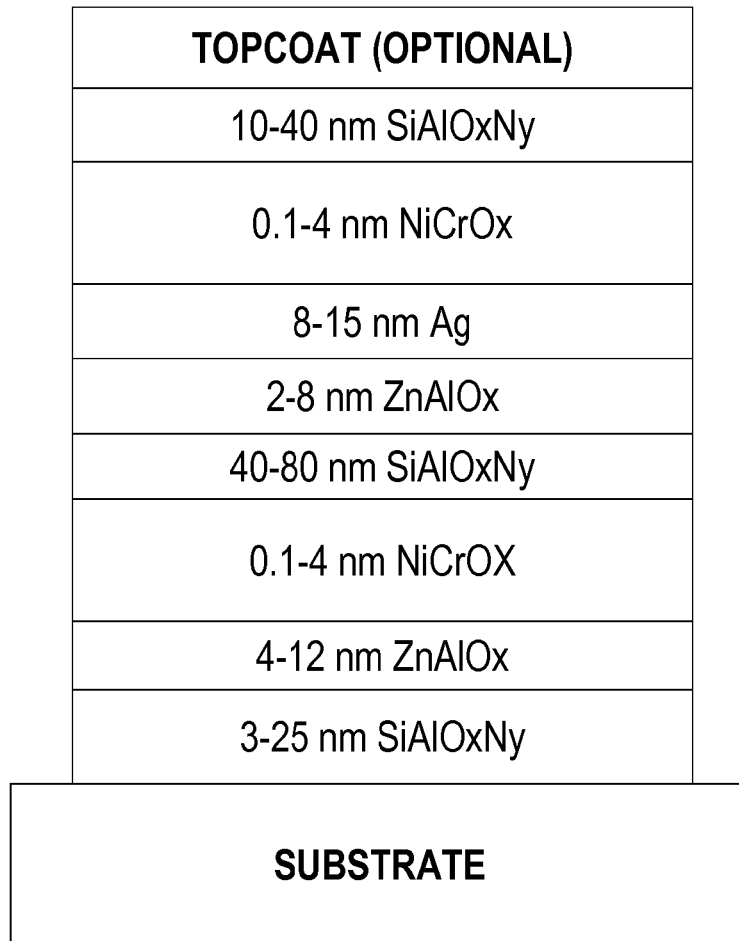 TOPCOAT (OPTIONAL)
10-40 nm SiAlOxNy
0.1-4 nm NiCrOx
8-15 nm Ag
2-8 nm ZnAlOx
40-80 nm SiAlOxNy
0.1-4 nm NiCrOX
4-12 nm ZnAlOx
3-25 nm SiAlOxNy
SUBSTRATE